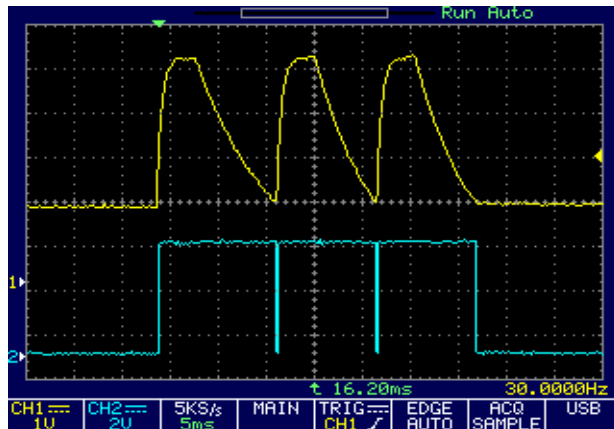 Run Auto
1
2
16.20ms 30.0000Hz
CH1 CH2 5KS/s MAIN TRIG EDGE ACQ USB
1V 2V 5ms CH1 AUTO SAMPLE